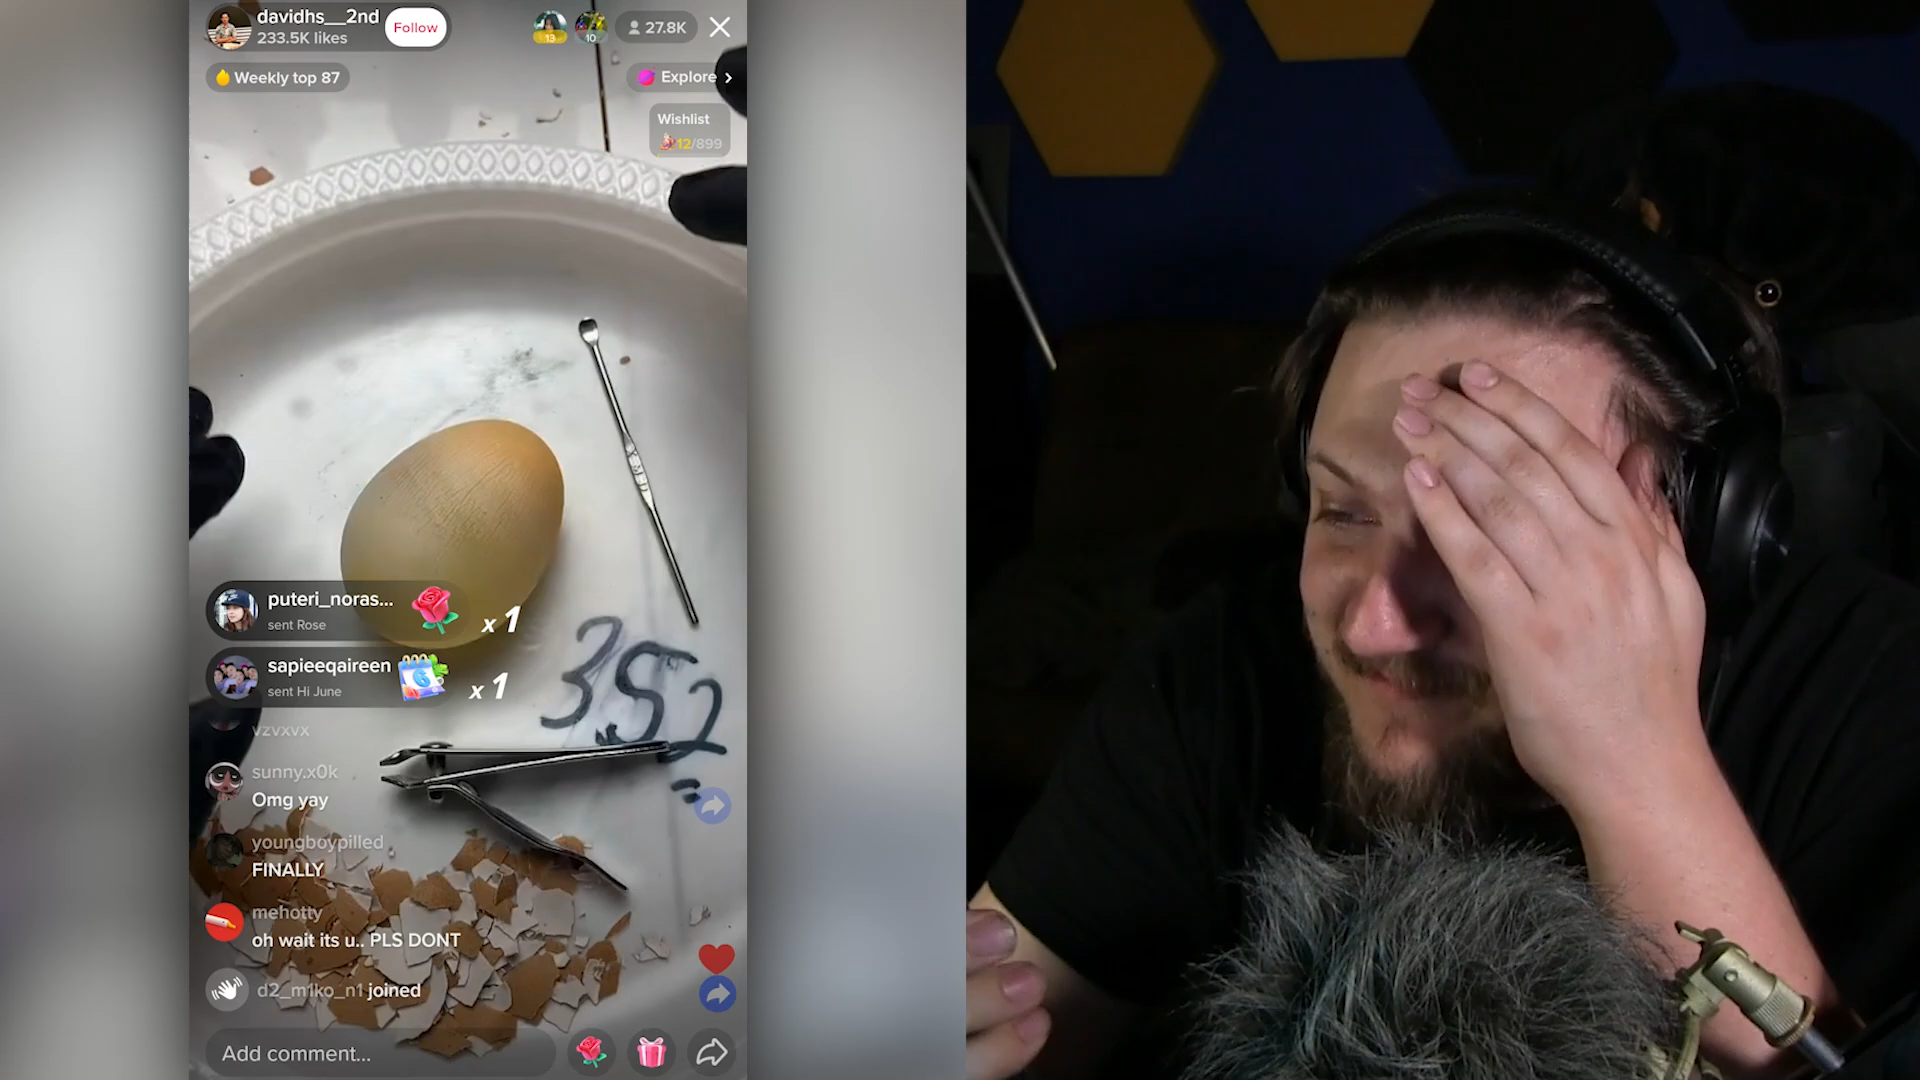 davidhs__2nd
233.5K likes
Follow
13
10
27.8K
Weekly top 87
Explore
Wishlist
12/899
puteri_noras...
sent Rose
x 1
sapieeqaireen
sent Hi June
6
x 1
352
vzvxvx
sunny.x0k
Omg yay
youngboypilled
FINALLY
mehotty
oh wait its u.. PLS DONT
d2_m1ko_n1 joined
Add comment...